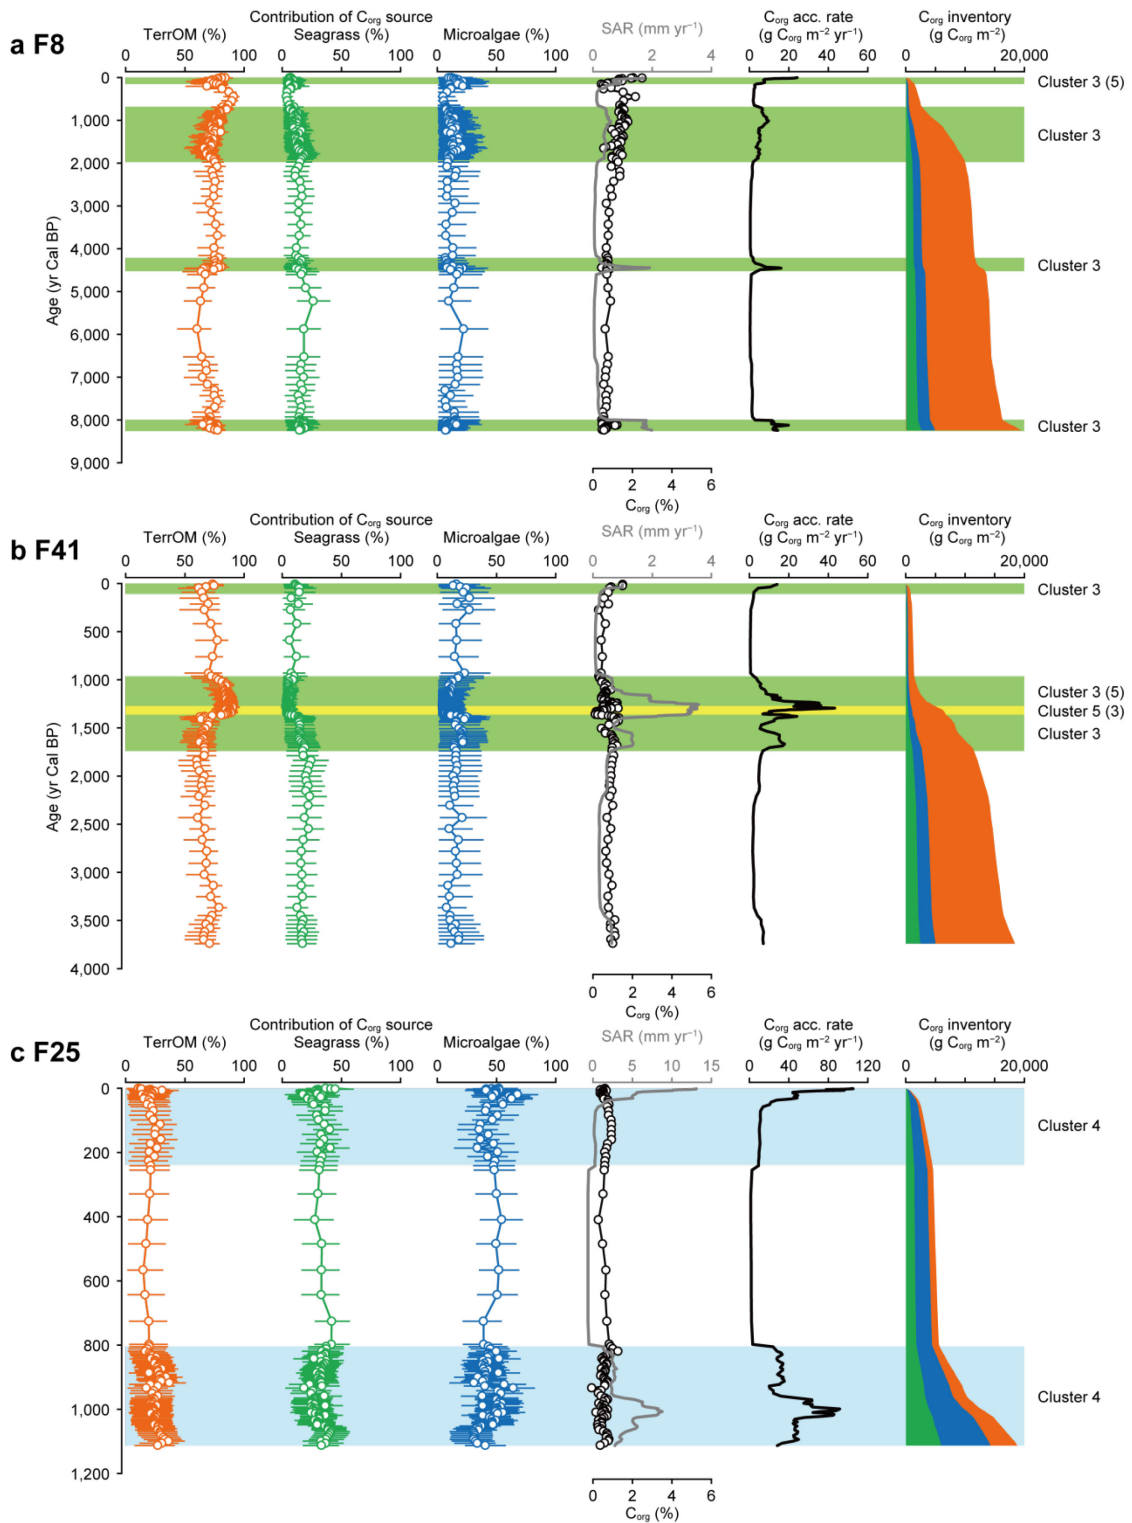 a F8
Contribution of Corg source
TerrOM (%) Seagrass (%) Microalgae (%) SAR (mm yr⁻¹) Corg acc. rate (g Corg m⁻² yr⁻¹) Corg inventory (g Corg m⁻²)
0 50 100 0 50 100 0 50 100 0 2 4 0 20 40 60 0 20,000
Age (yr Cal BP)
0
1,000
2,000
3,000
4,000
5,000
6,000
7,000
8,000
9,000
Cluster 3 (5)
Cluster 3
Cluster 3
Cluster 3
0 2 4 6
Corg (%)
b F41
Contribution of Corg source
TerrOM (%) Seagrass (%) Microalgae (%) SAR (mm yr⁻¹) Corg acc. rate (g Corg m⁻² yr⁻¹) Corg inventory (g Corg m⁻²)
0 50 100 0 50 100 0 50 100 0 2 4 0 20 40 60 0 20,000
Age (yr Cal BP)
0
500
1,000
1,500
2,000
2,500
3,000
3,500
4,000
Cluster 3
Cluster 3 (5)
Cluster 5 (3)
Cluster 3
0 2 4 6
Corg (%)
c F25
Contribution of Corg source
TerrOM (%) Seagrass (%) Microalgae (%) SAR (mm yr⁻¹) Corg acc. rate (g Corg m⁻² yr⁻¹) Corg inventory (g Corg m⁻²)
0 50 100 0 50 100 0 50 100 0 5 10 15 0 40 80 120 0 20,000
0
200
400
600
800
1,000
1,200
Cluster 4
Cluster 4
0 2 4 6
Corg (%)